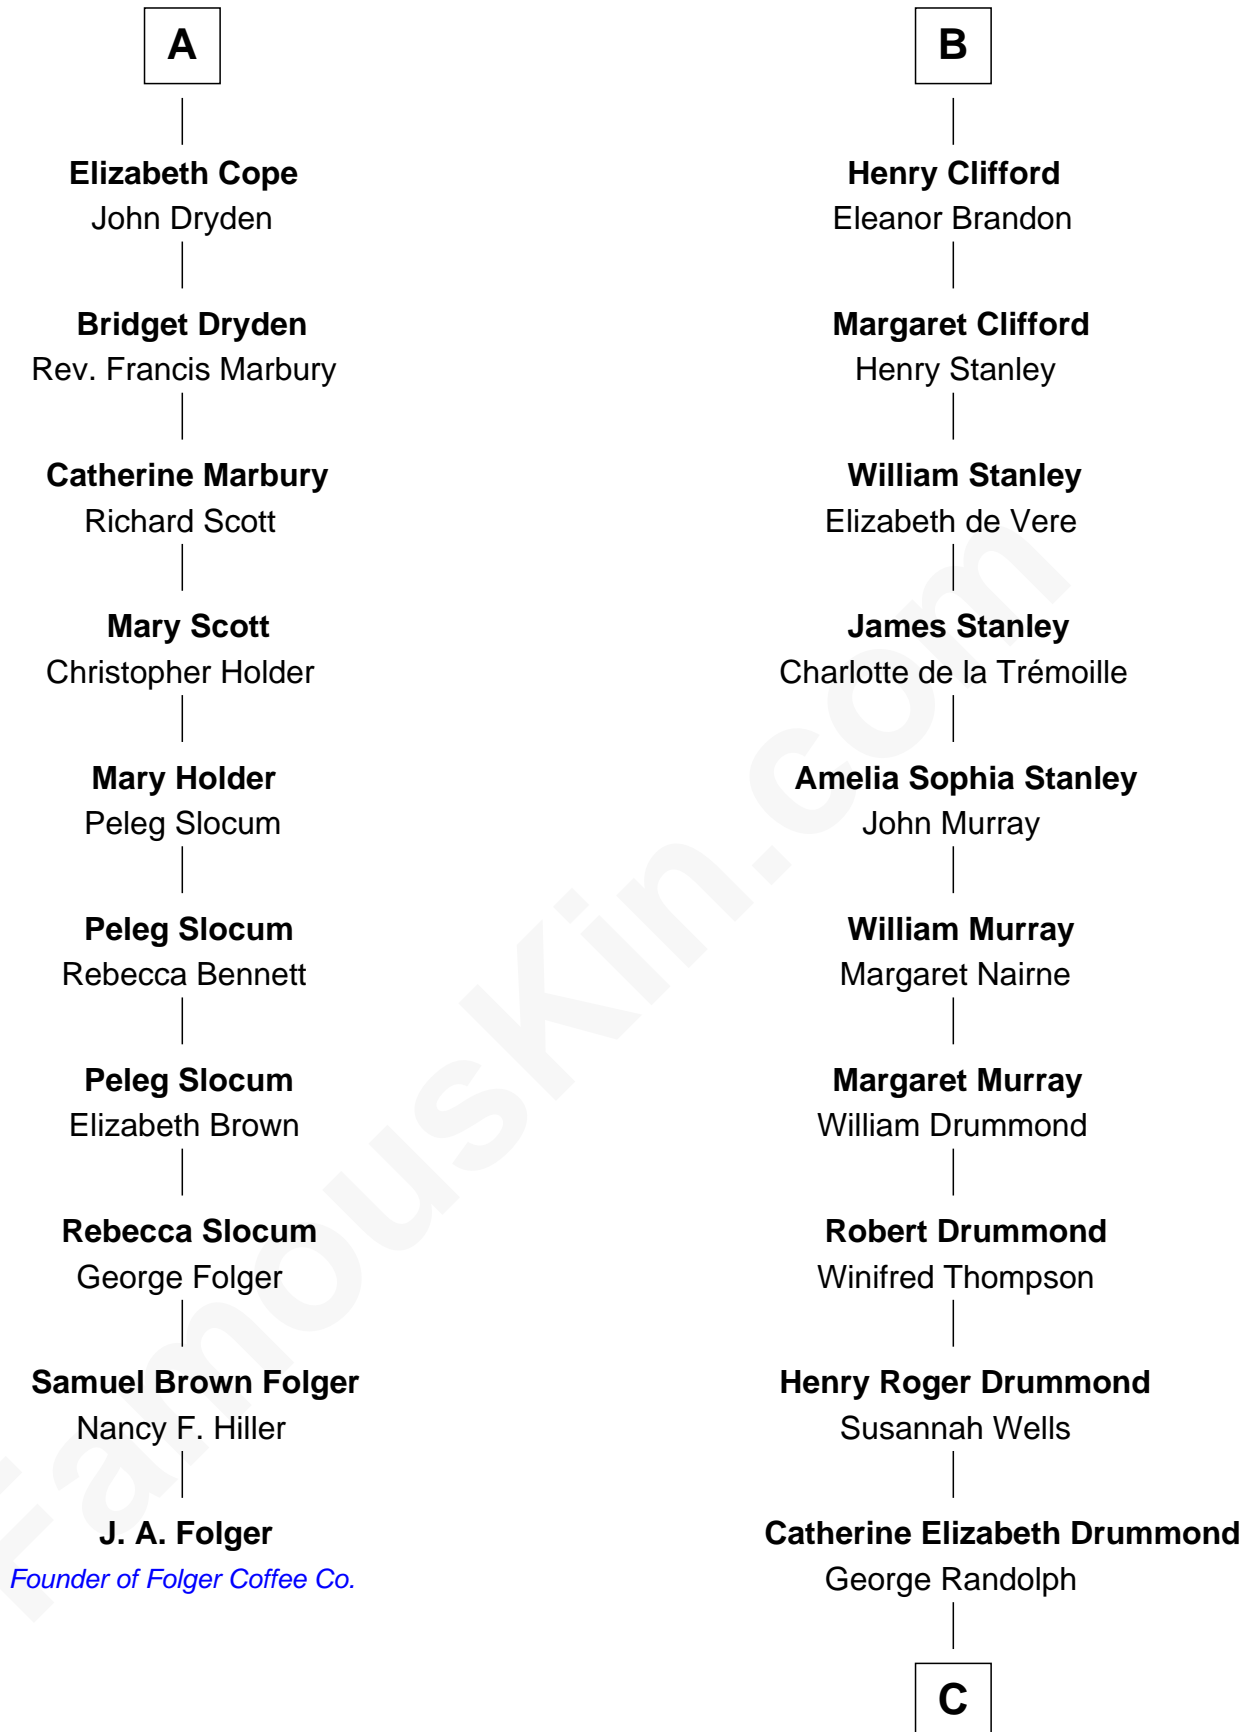 A
Elizabeth Cope
John Dryden
Bridget Dryden
Rev. Francis Marbury
Catherine Marbury
Richard Scott
Mary Scott
Christopher Holder
Mary Holder
Peleg Slocum
Peleg Slocum
Rebecca Bennett
Peleg Slocum
Elizabeth Brown
Rebecca Slocum
George Folger
Samuel Brown Folger
Nancy F. Hiller
J. A. Folger
Founder of Folger Coffee Co.
B
Henry Clifford
Eleanor Brandon
Margaret Clifford
Henry Stanley
William Stanley
Elizabeth de Vere
James Stanley
Charlotte de la Trémoille
Amelia Sophia Stanley
John Murray
William Murray
Margaret Nairne
Margaret Murray
William Drummond
Robert Drummond
Winifred Thompson
Henry Roger Drummond
Susannah Wells
Catherine Elizabeth Drummond
George Randolph
C
FamousKin.com